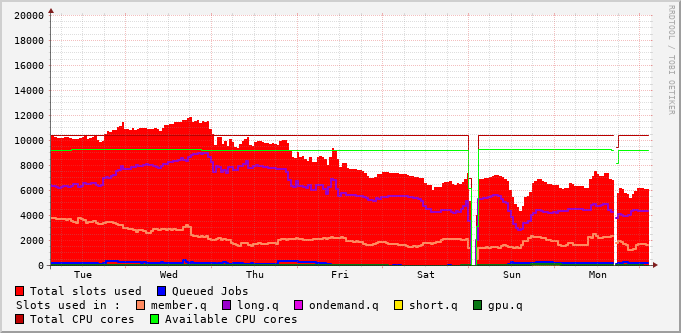 20000
18000
16000
14000
12000
10000
8000
6000
4000
2000
0
Tue Wed Thu Fri Sat Sun Mon
RRDTOOL / TOBI OETIKER
Total slots used Queued Jobs
Slots used in : member.q long.q ondemand.q short.q gpu.q
Total CPU cores Available CPU cores